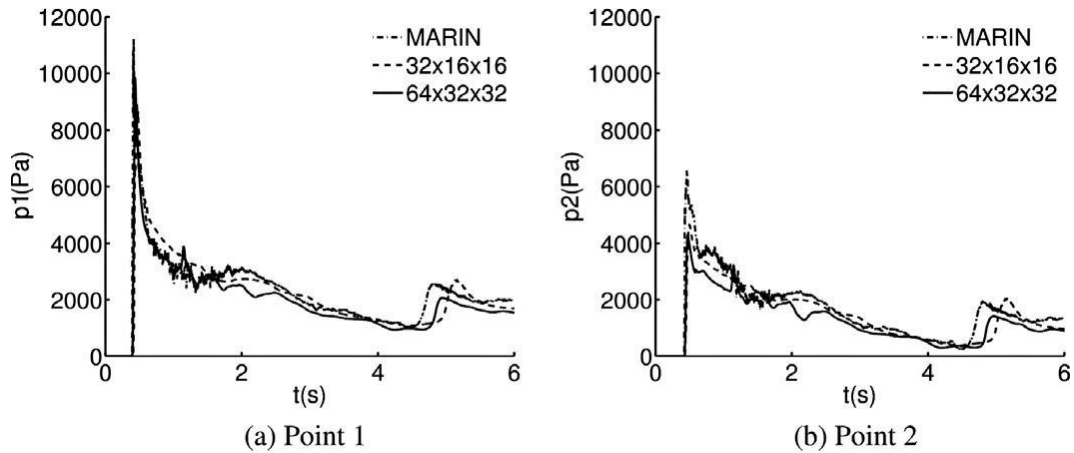 12000
10000
8000
6000
4000
2000
0
p1(Pa)
MARIN
32x16x16
64x32x32
0 2 4 6
t(s)
(a) Point 1
12000
10000
8000
6000
4000
2000
0
p2(Pa)
MARIN
32x16x16
64x32x32
0 2 4 6
t(s)
(b) Point 2